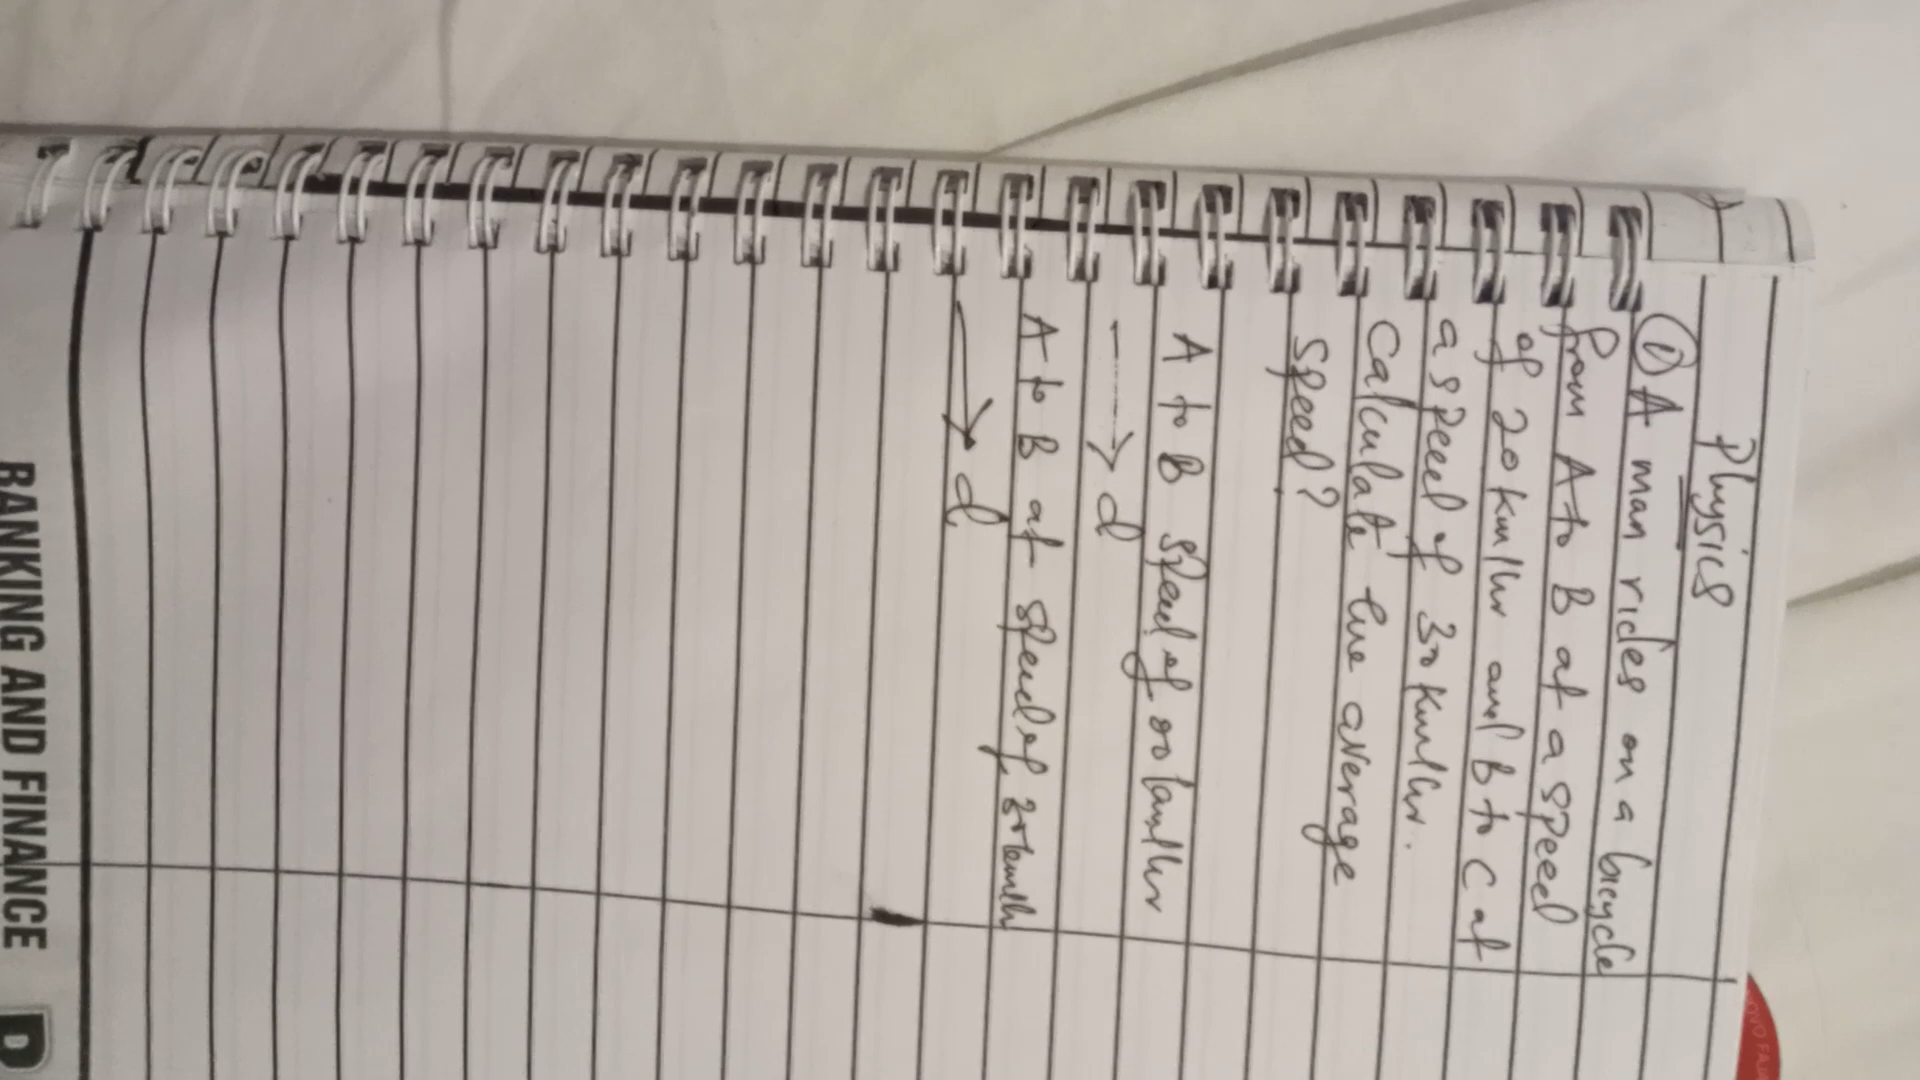 Physics
① A man rides on a bicycle
from A to B at a speed
of 20 km/hr and B to C at
a speed of 30 km/hr.
Calculate the average
speed?
A to B speed of 20 km/hr
→ d
A to B at speed of 30 km/hr
→ d
BANKING AND FINANCE